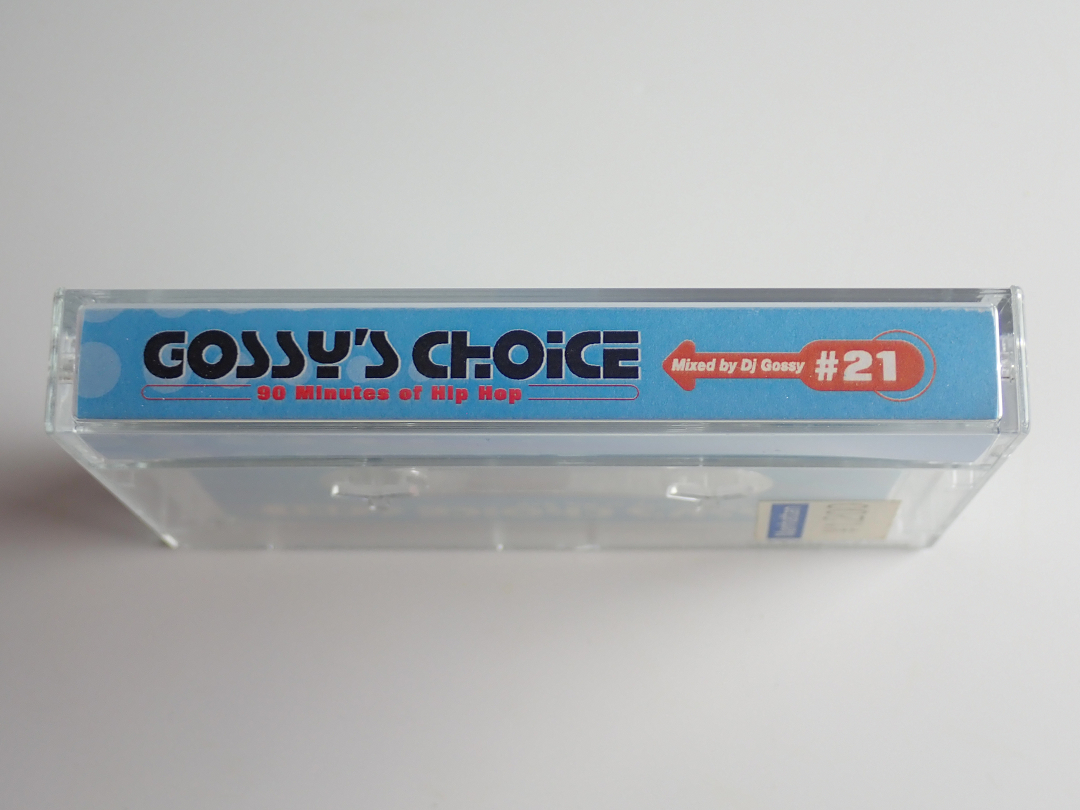 GOSSY'S CHOICE
90 Minutes of Hip Hop
Mixed by Dj Gossy
#21